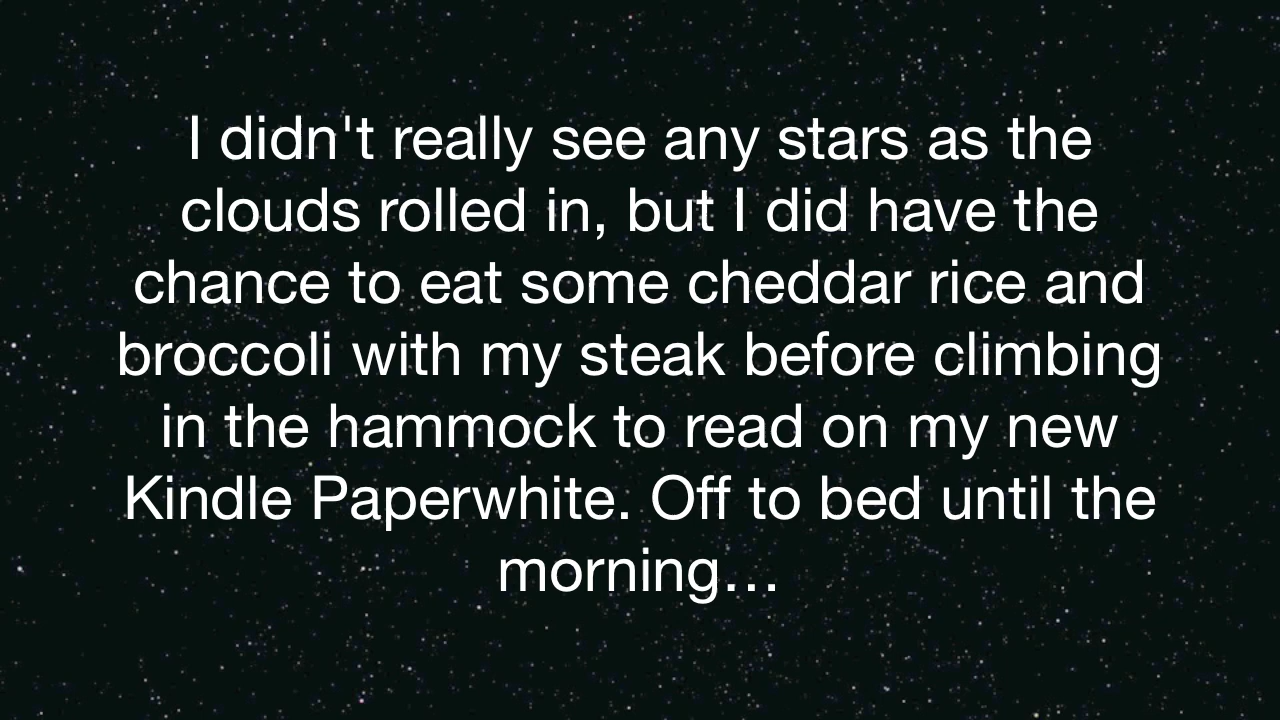 I didn't really see any stars as the
clouds rolled in, but I did have the
chance to eat some cheddar rice and
broccoli with my steak before climbing
in the hammock to read on my new
Kindle Paperwhite. Off to bed until the
morning…